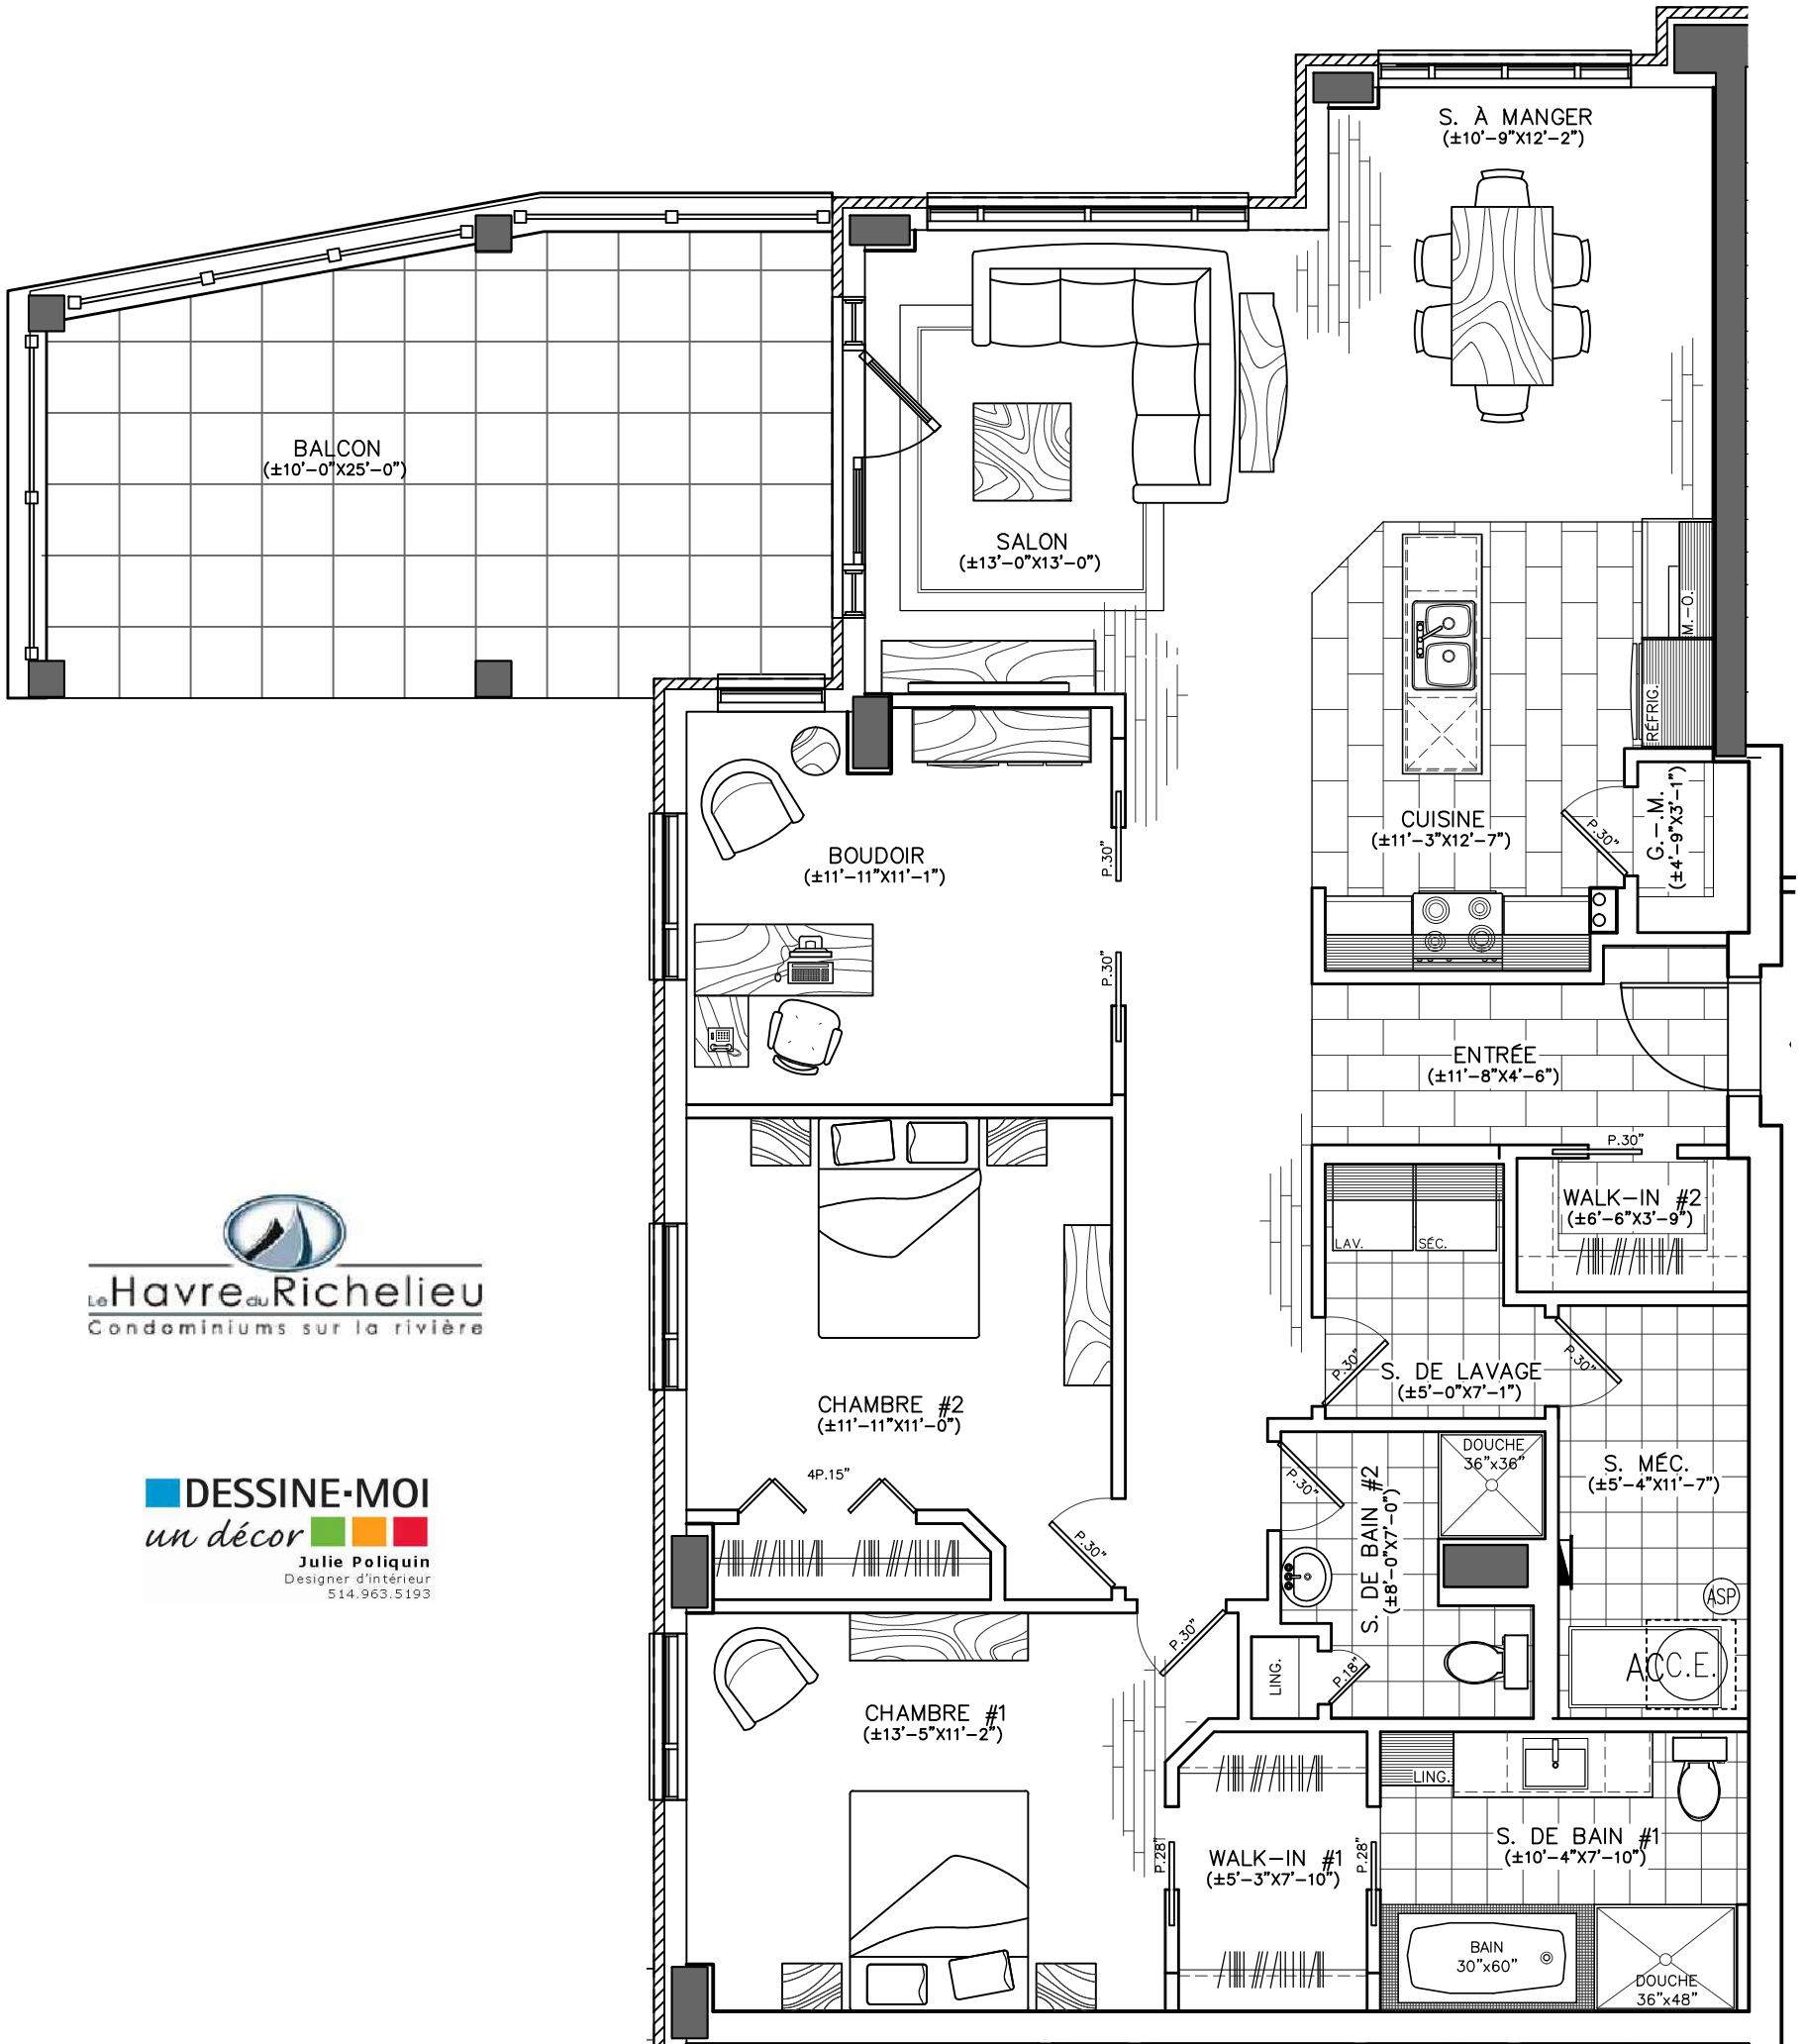 S. À MANGER
(±10'-9"X12'-2")
BALCON
(±10'-0"X25'-0")
SALON
(±13'-0"X13'-0")
M.-O.
RÉFRIG.
CUISINE
(±11'-3"X12'-7")
P.30"
G.-.M.
(±4'-9"X3'-1")
BOUDOIR
(±11'-11"X11'-1")
P.30"
P.30"
ENTRÉE
(±11'-8"X4'-6")
P.30"
WALK-IN #2
(±6'-6"X3'-9")
LAV.
SÉC.
Le Havre du Richelieu
Condominiums sur la rivière
P.30"
S. DE LAVAGE
(±5'-0"X7'-1")
P.30"
CHAMBRE #2
(±11'-11"X11'-0")
4P.15"
P.30"
P.30"
S. DE BAIN #2
(±8'-0"X7'-0")
DOUCHE
36"x36"
S. MÉC.
(±5'-4"X11'-7")
DESSINE-MOI
un décor
Julie Poliquin
Designer d'intérieur
514.963.5193
ASP
P.30"
LING.
P.18"
ACC.E.
CHAMBRE #1
(±13'-5"X11'-2")
LING.
P.28"
WALK-IN #1
(±5'-3"X7'-10")
P.28"
S. DE BAIN #1
(±10'-4"X7'-10")
BAIN
30"x60"
DOUCHE
36"x48"